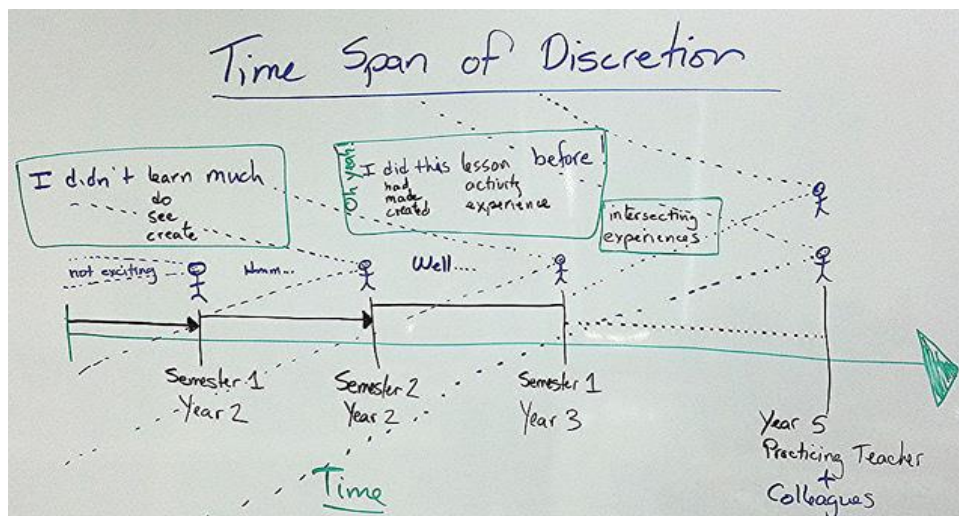 Time Span of Discretion
I didn't learn much
do
see
create
Oh yeah!
I did this lesson before!
had activity
made experience
created
intersecting
experiences
not exciting
Hmm...
Well....
Semester 1
Year 2
Semester 2
Year 2
Semester 1
Year 3
Year 5
Practicing Teacher
+
Colleagues
Time